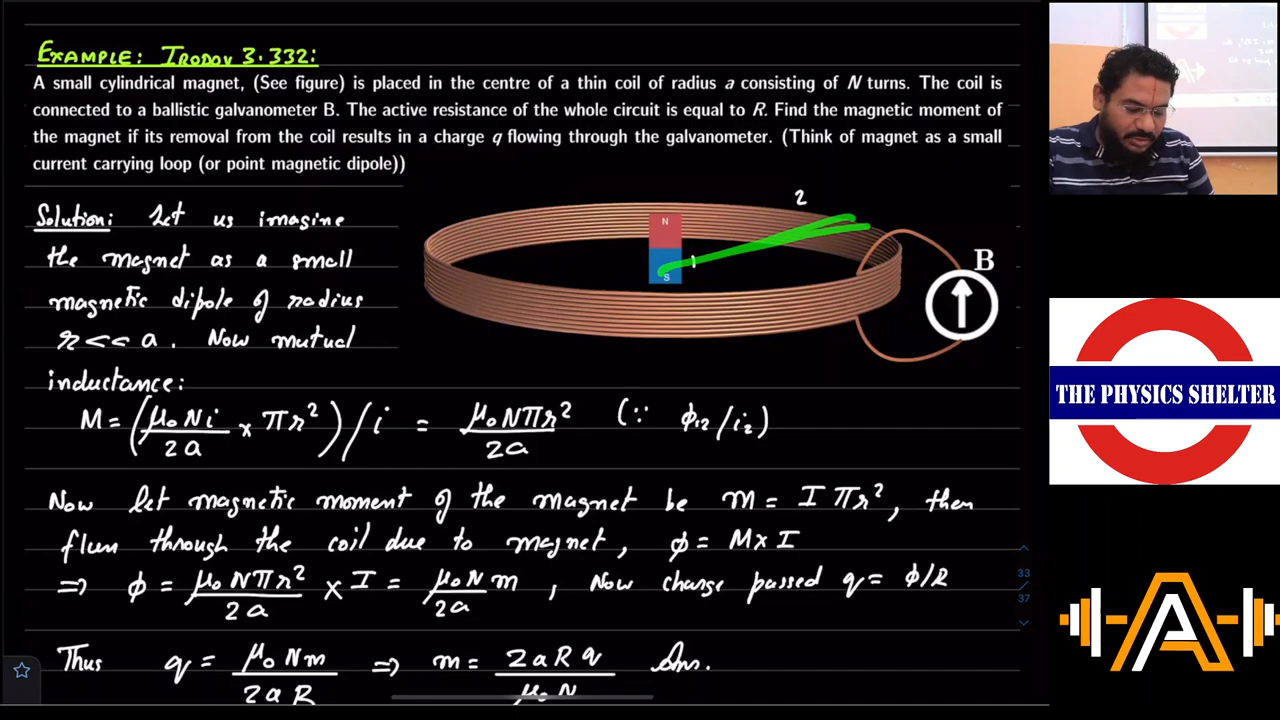 EXAMPLE: IRODOV 3.332:
A small cylindrical magnet, (See figure) is placed in the centre of a thin coil of radius a consisting of N turns. The coil is
connected to a ballistic galvanometer B. The active resistance of the whole circuit is equal to R. Find the magnetic moment of
the magnet if its removal from the coil results in a charge q flowing through the galvanometer. (Think of magnet as a small
current carrying loop (or point magnetic dipole))
Solution: Let us imagine
the magnet as a small
magnetic dipole of radius
r << a. Now mutual
inductance:
2
N
1
S
B
M = (μ₀Ni/2a × πr²)/i = μ₀Nπr²/2a (∵ ϕ₁₂/i₂)
Now let magnetic moment of the magnet be m = Iπr², then
flux through the coil due to magnet, ϕ = M×I
⇒ ϕ = μ₀Nπr²/2a × I = μ₀N/2a m, Now charge passed q = ϕ/R
Thus q = μ₀Nm/2aR ⇒ m = 2aRq/μ₀N Ans.
33
37
THE PHYSICS SHELTER
A